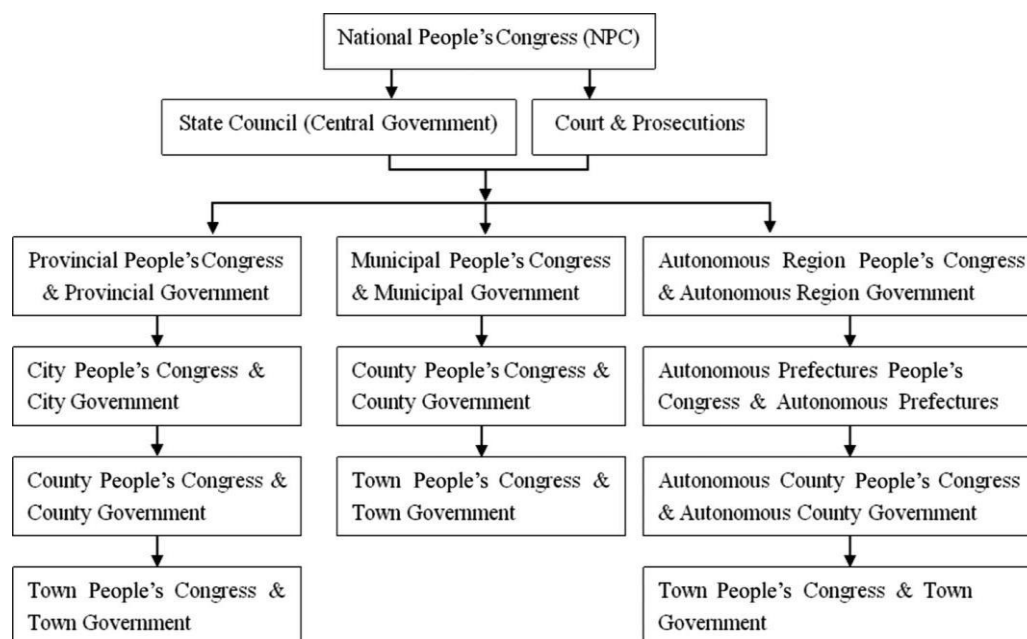 National People's Congress (NPC)
State Council (Central Government)
Court & Prosecutions
Provincial People's Congress
& Provincial Government
Municipal People's Congress
& Municipal Government
Autonomous Region People's Congress
& Autonomous Region Government
City People's Congress &
City Government
County People's Congress &
County Government
Autonomous Prefectures People's
Congress & Autonomous Prefectures
County People's Congress &
County Government
Town People's Congress &
Town Government
Autonomous County People's Congress
& Autonomous County Government
Town People's Congress &
Town Government
Town People's Congress & Town
Government